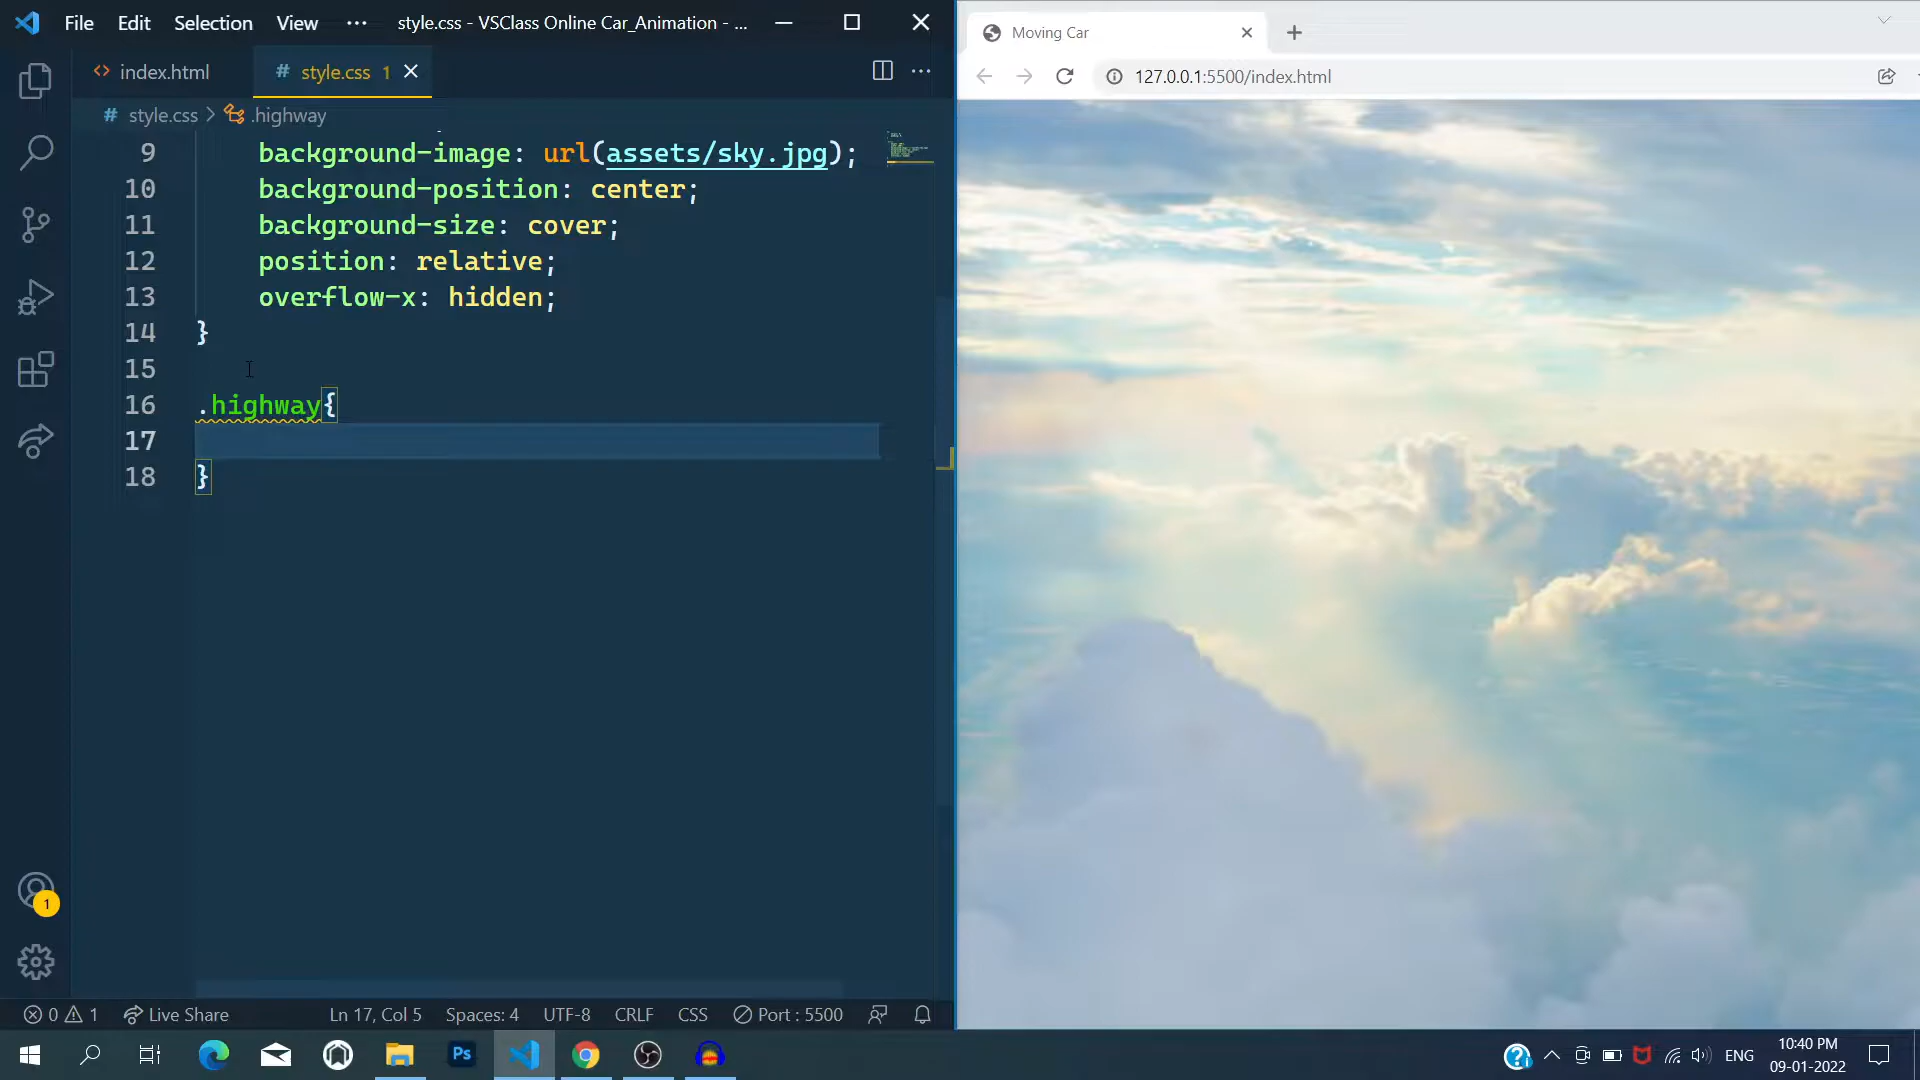 File Edit Selection View ··· style.css - VSClass Online Car_Animation - ...
index.html
# style.css 1
# style.css > .highway
9 background-image: url(assets/sky.jpg);
10 background-position: center;
11 background-size: cover;
12 position: relative;
13 overflow-x: hidden;
14 }
15
16 .highway{
17
18 }
1
0 1 Live Share Ln 17, Col 5 Spaces: 4 UTF-8 CRLF CSS Port : 5500
Moving Car
127.0.0.1:5500/index.html
Ps
ENG
10:40 PM
09-01-2022